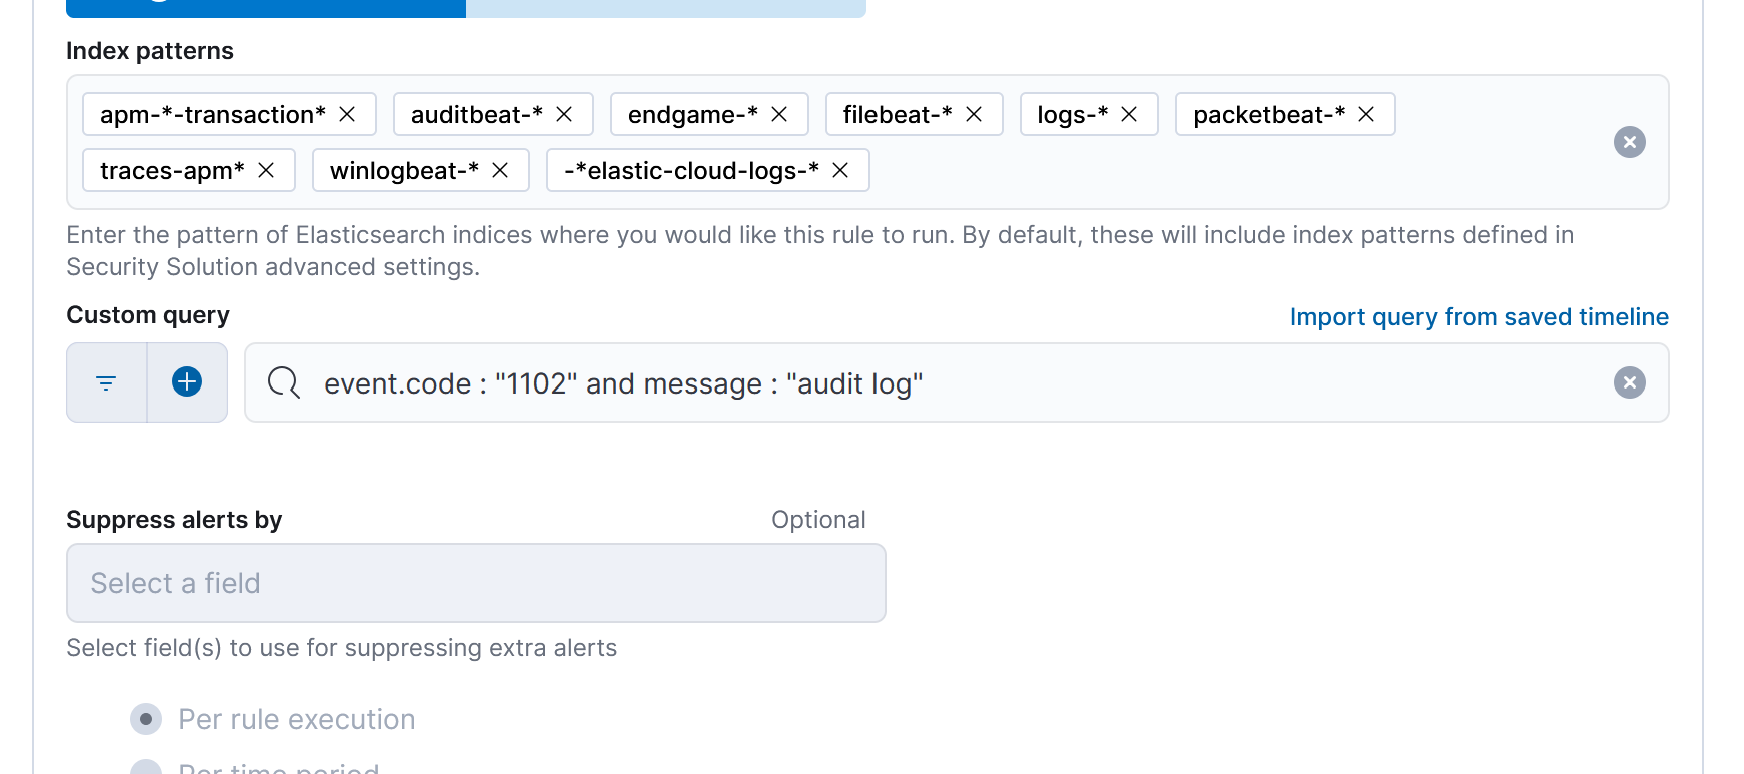 Index patterns
apm-*-transaction* auditbeat-* endgame-* filebeat-* logs-* packetbeat-*
traces-apm* winlogbeat-* -*elastic-cloud-logs-*
Enter the pattern of Elasticsearch indices where you would like this rule to run. By default, these will include index patterns defined in
Security Solution advanced settings.
Custom query Import query from saved timeline
event.code : "1102" and message : "audit log"
Suppress alerts by Optional
Select a field
Select field(s) to use for suppressing extra alerts
Per rule execution
Per time period